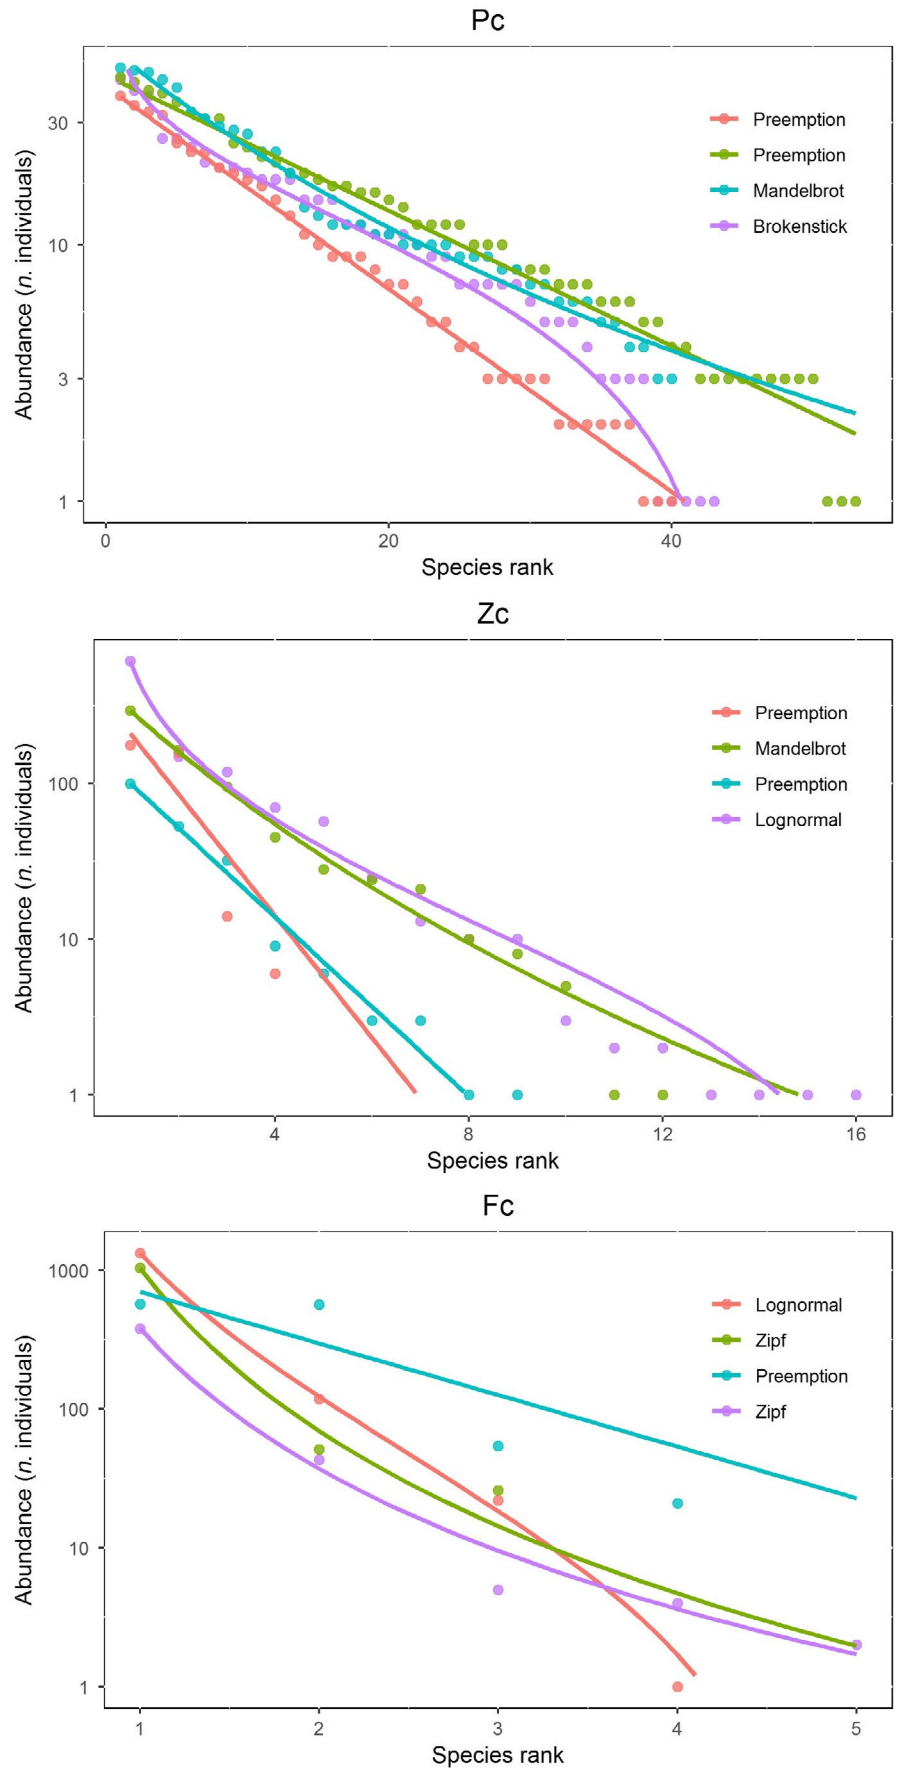 Pc
Abundance (n. individuals)
30
10
3
1
Preemption
Preemption
Mandelbrot
Brokenstick
0 20 40
Species rank
Zc
Abundance (n. individuals)
100
10
1
Preemption
Mandelbrot
Preemption
Lognormal
4 8 12 16
Species rank
Fc
Abundance (n. individuals)
1000
100
10
1
Lognormal
Zipf
Preemption
Zipf
1 2 3 4 5
Species rank